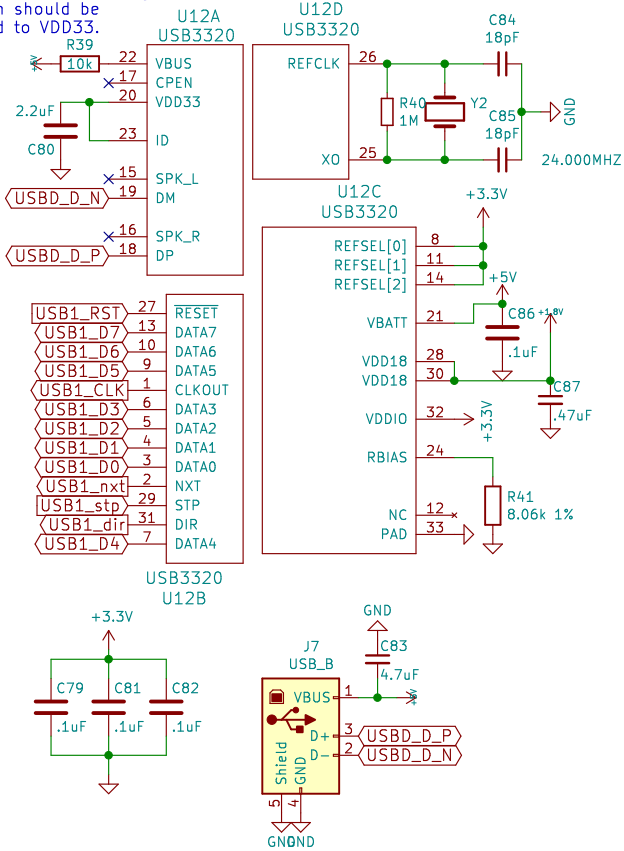 n should be
d to VDD33.
U12A
USB3320
R39
10k
+5V
22 VBUS
17 CPEN
20 VDD33
2.2uF
C80
23 ID
15 SPK_L
USBD_D_N 19 DM
16 SPK_R
USBD_D_P 18 DP
U12D
USB3320
REFCLK 26
XO 25
R40
1M
Y2
C84
18pF
C85
18pF
GND
24.000MHZ
U12C
USB3320
+3.3V
REFSEL[0] 8
REFSEL[1] 11
REFSEL[2] 14
+5V
VBATT 21
C86
.1uF
+1.8V
VDD18 28
VDD18 30
C87
.47uF
VDDIO 32
+3.3V
RBIAS 24
R41
8.06k 1%
NC 12
PAD 33
USB1_RST 27 RESET
USB1_D7 13 DATA7
USB1_D6 10 DATA6
USB1_D5 9 DATA5
USB1_CLK 1 CLKOUT
USB1_D3 6 DATA3
USB1_D2 5 DATA2
USB1_D1 4 DATA1
USB1_D0 3 DATA0
USB1_nxt 2 NXT
USB1_stp 29 STP
USB1_dir 31 DIR
USB1_D4 7 DATA4
USB3320
U12B
+3.3V
C79
.1uF
C81
.1uF
C82
.1uF
GND
C83
4.7uF
J7
USB_B
VBUS 1
+5V
D+ 3 USBD_D_P
D- 2 USBD_D_N
Shield
GND
5
4
GND
GND